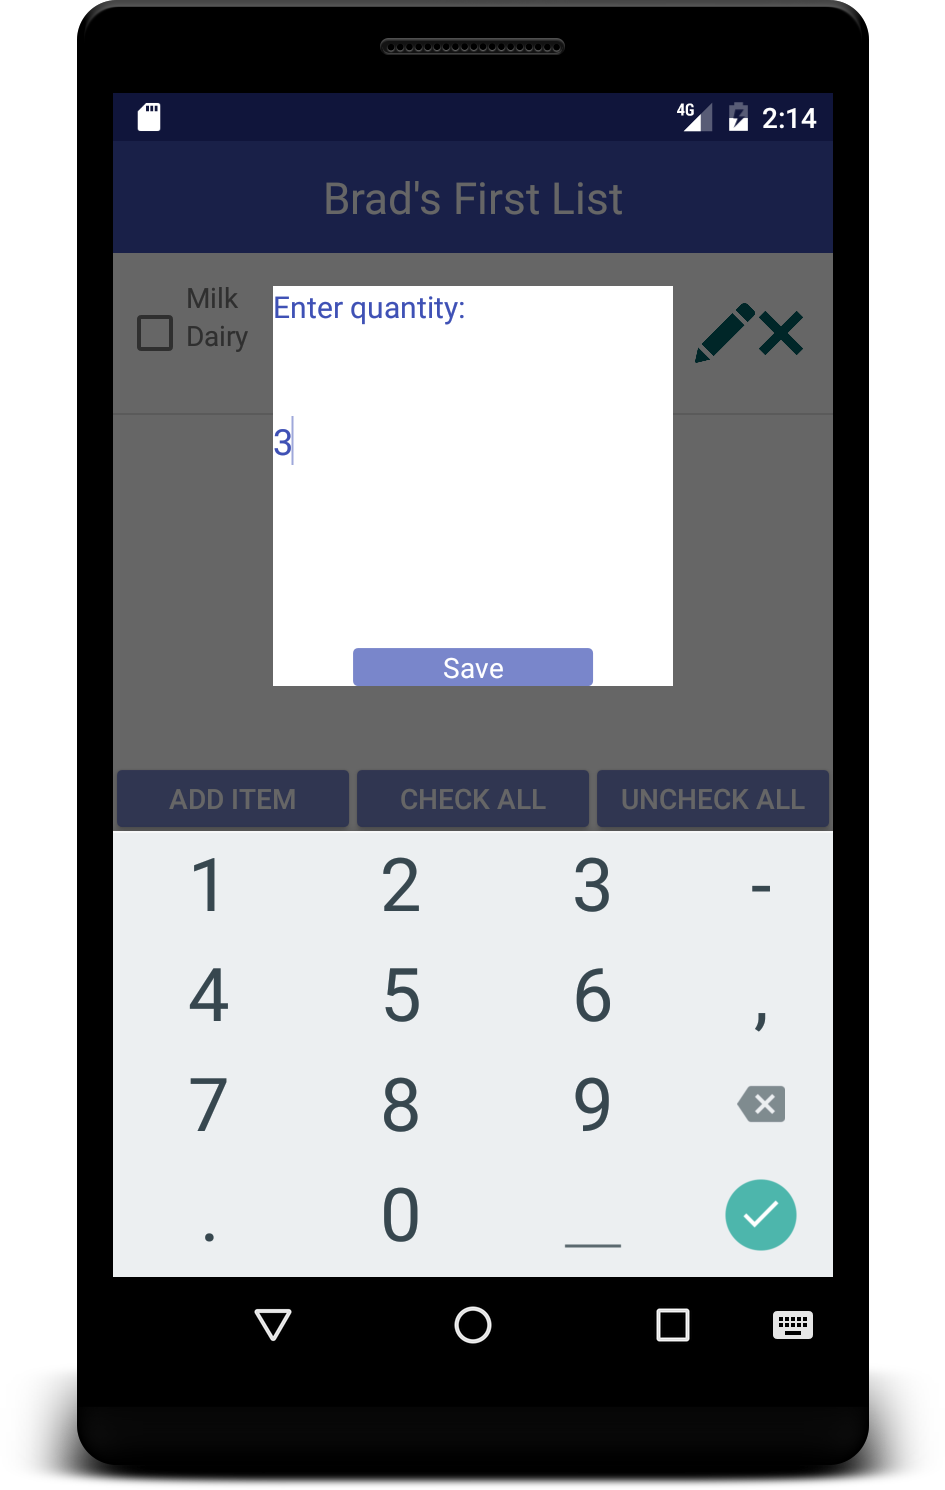 4G 2:14
Brad's First List
Milk
Dairy
Enter quantity:
3
Save
ADD ITEM CHECK ALL UNCHECK ALL
1 2 3 -
4 5 6 ,
7 8 9
. 0